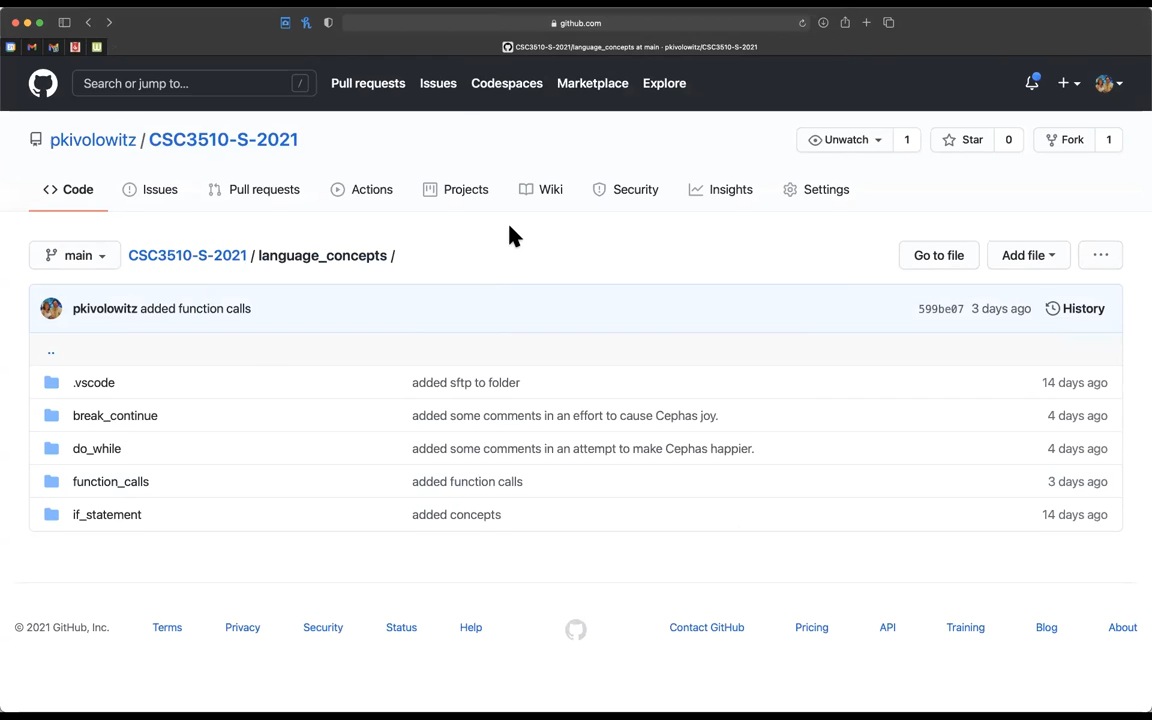 github.com
CSC3510-S-2021/language_concepts at main · pkivolowitz/CSC3510-S-2021
Search or jump to... /
Pull requests Issues Codespaces Marketplace Explore
pkivolowitz / CSC3510-S-2021
Unwatch 1 Star 0 Fork 1
Code Issues Pull requests Actions Projects Wiki Security Insights Settings
main CSC3510-S-2021 / language_concepts / Go to file Add file ...
pkivolowitz added function calls 599be07 3 days ago History
..
.vscode added sftp to folder 14 days ago
break_continue added some comments in an effort to cause Cephas joy. 4 days ago
do_while added some comments in an attempt to make Cephas happier. 4 days ago
function_calls added function calls 3 days ago
if_statement added concepts 14 days ago
© 2021 GitHub, Inc. Terms Privacy Security Status Help Contact GitHub Pricing API Training Blog About